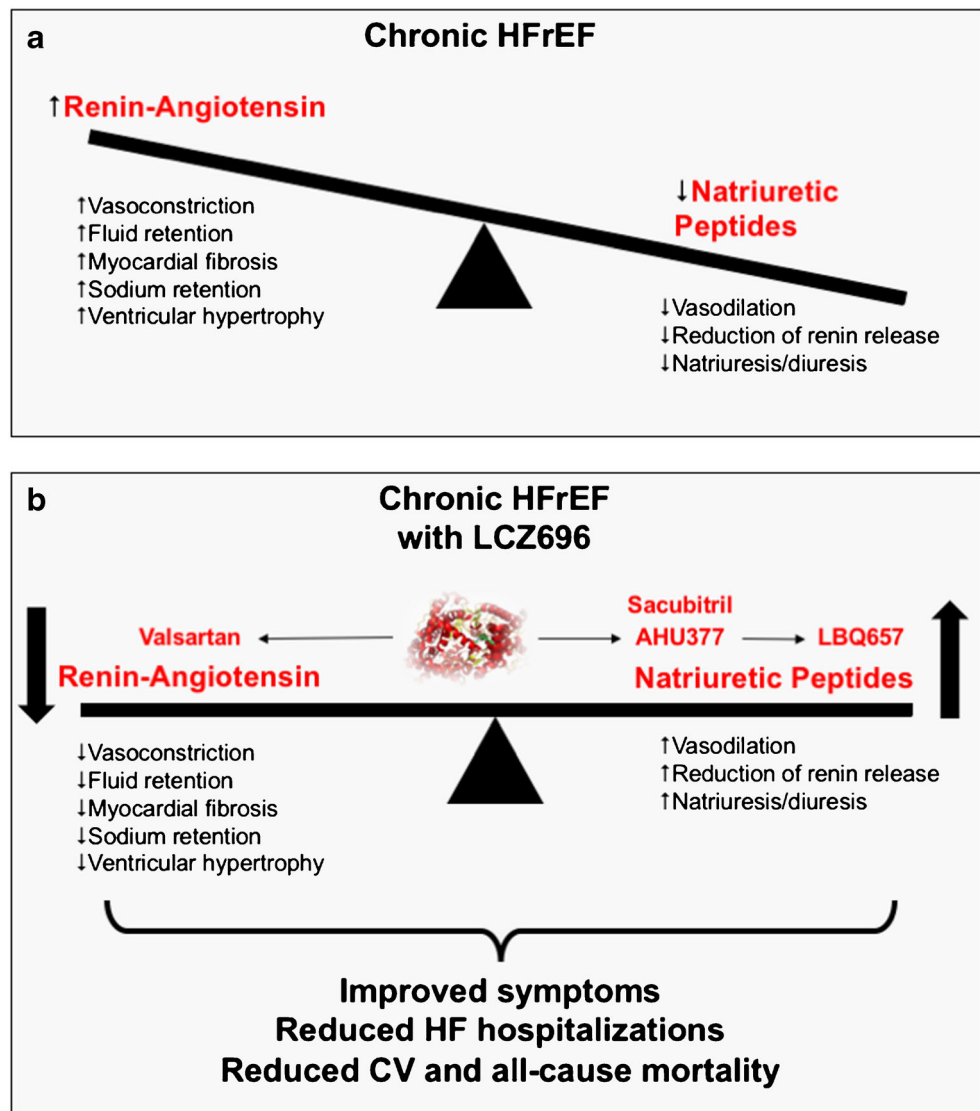 a
Chronic HFrEF
↑Renin-Angiotensin
↑Vasoconstriction
↑Fluid retention
↑Myocardial fibrosis
↑Sodium retention
↑Ventricular hypertrophy
↓Natriuretic
Peptides
↓Vasodilation
↓Reduction of renin release
↓Natriuresis/diuresis
b
Chronic HFrEF
with LCZ696
Valsartan
Sacubitril
AHU377
LBQ657
Renin-Angiotensin
Natriuretic Peptides
↓Vasoconstriction
↓Fluid retention
↓Myocardial fibrosis
↓Sodium retention
↓Ventricular hypertrophy
↑Vasodilation
↑Reduction of renin release
↑Natriuresis/diuresis
Improved symptoms
Reduced HF hospitalizations
Reduced CV and all-cause mortality